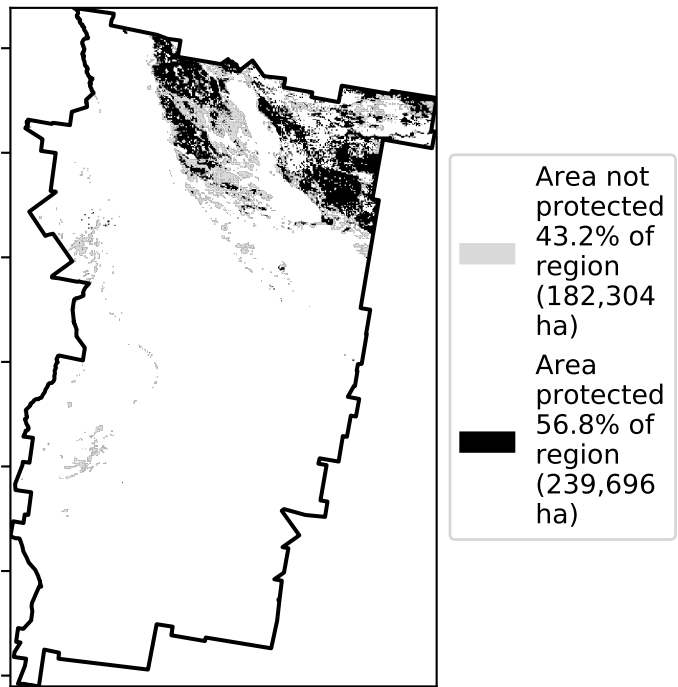 Area not
protected
43.2% of
region
(182,304
ha)
Area
protected
56.8% of
region
(239,696
ha)